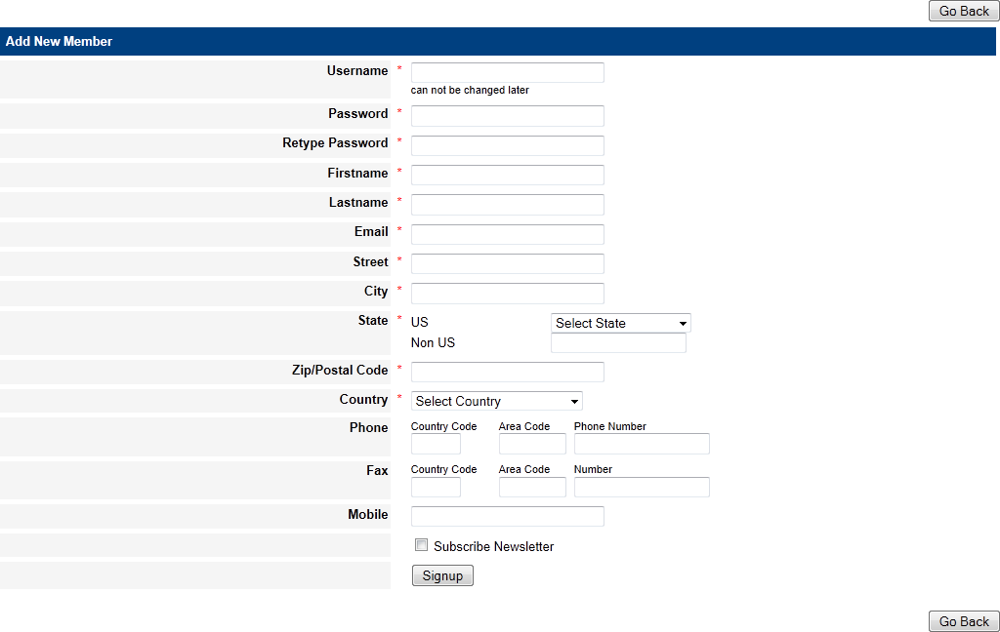 Go Back
Add New Member
Username *
can not be changed later
Password *
Retype Password *
Firstname *
Lastname *
Email *
Street *
City *
State * US Select State
Non US
Zip/Postal Code *
Country * Select Country
Phone Country Code Area Code Phone Number
Fax Country Code Area Code Number
Mobile
Subscribe Newsletter
Signup
Go Back